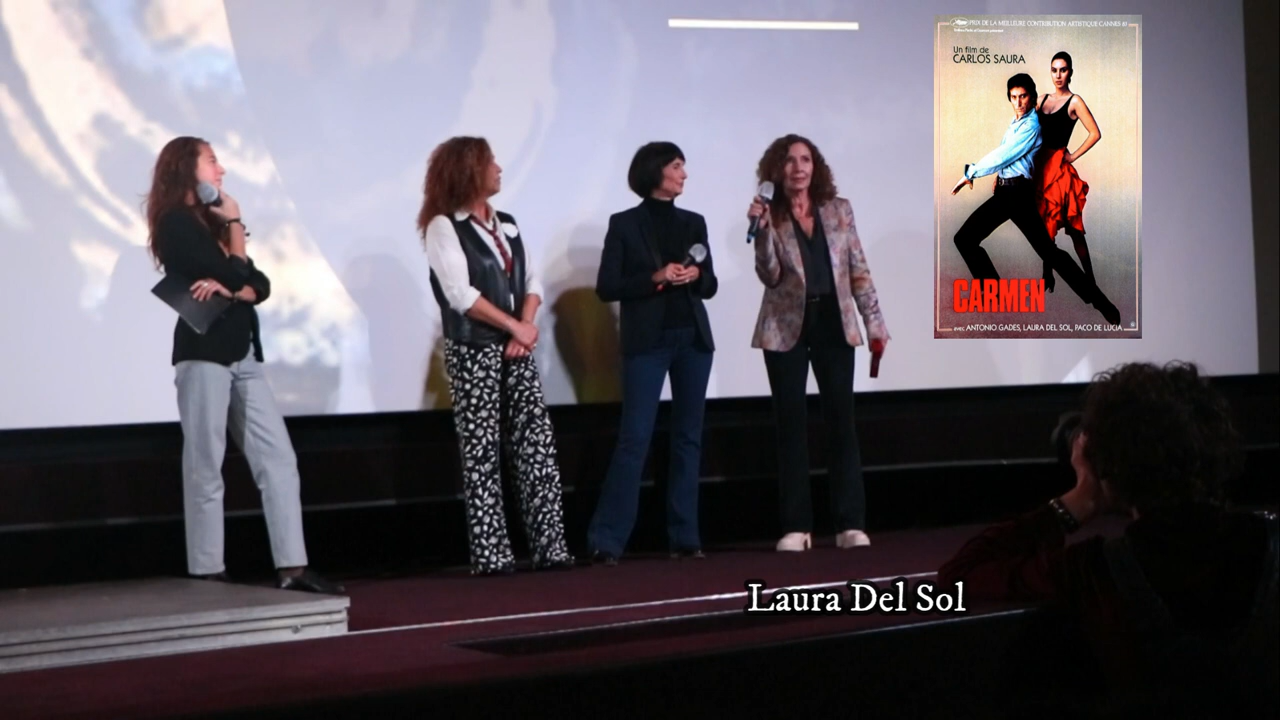 PRIX DE LA MEILLEURE CONTRIBUTION ARTISTIQUE-CANNES 83
Un film de
CARLOS SAURA
CARMEN
AVEC ANTONIO GADES, LAURA DEL SOL, PACO DE LUCIA
Laura Del Sol